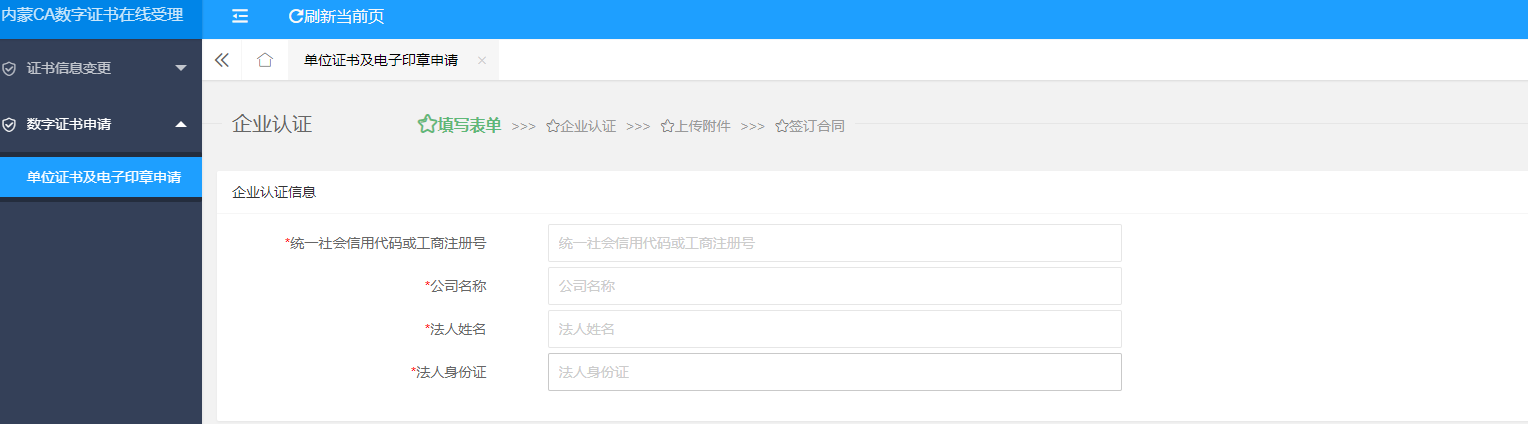 内蒙CA数字证书在线受理
刷新当前页
证书信息变更
数字证书申请
单位证书及电子印章申请
单位证书及电子印章申请 ×
企业认证
填写表单 >>> 企业认证 >>> 上传附件 >>> 签订合同
企业认证信息
*统一社会信用代码或工商注册号 统一社会信用代码或工商注册号
*公司名称 公司名称
*法人姓名 法人姓名
*法人身份证 法人身份证